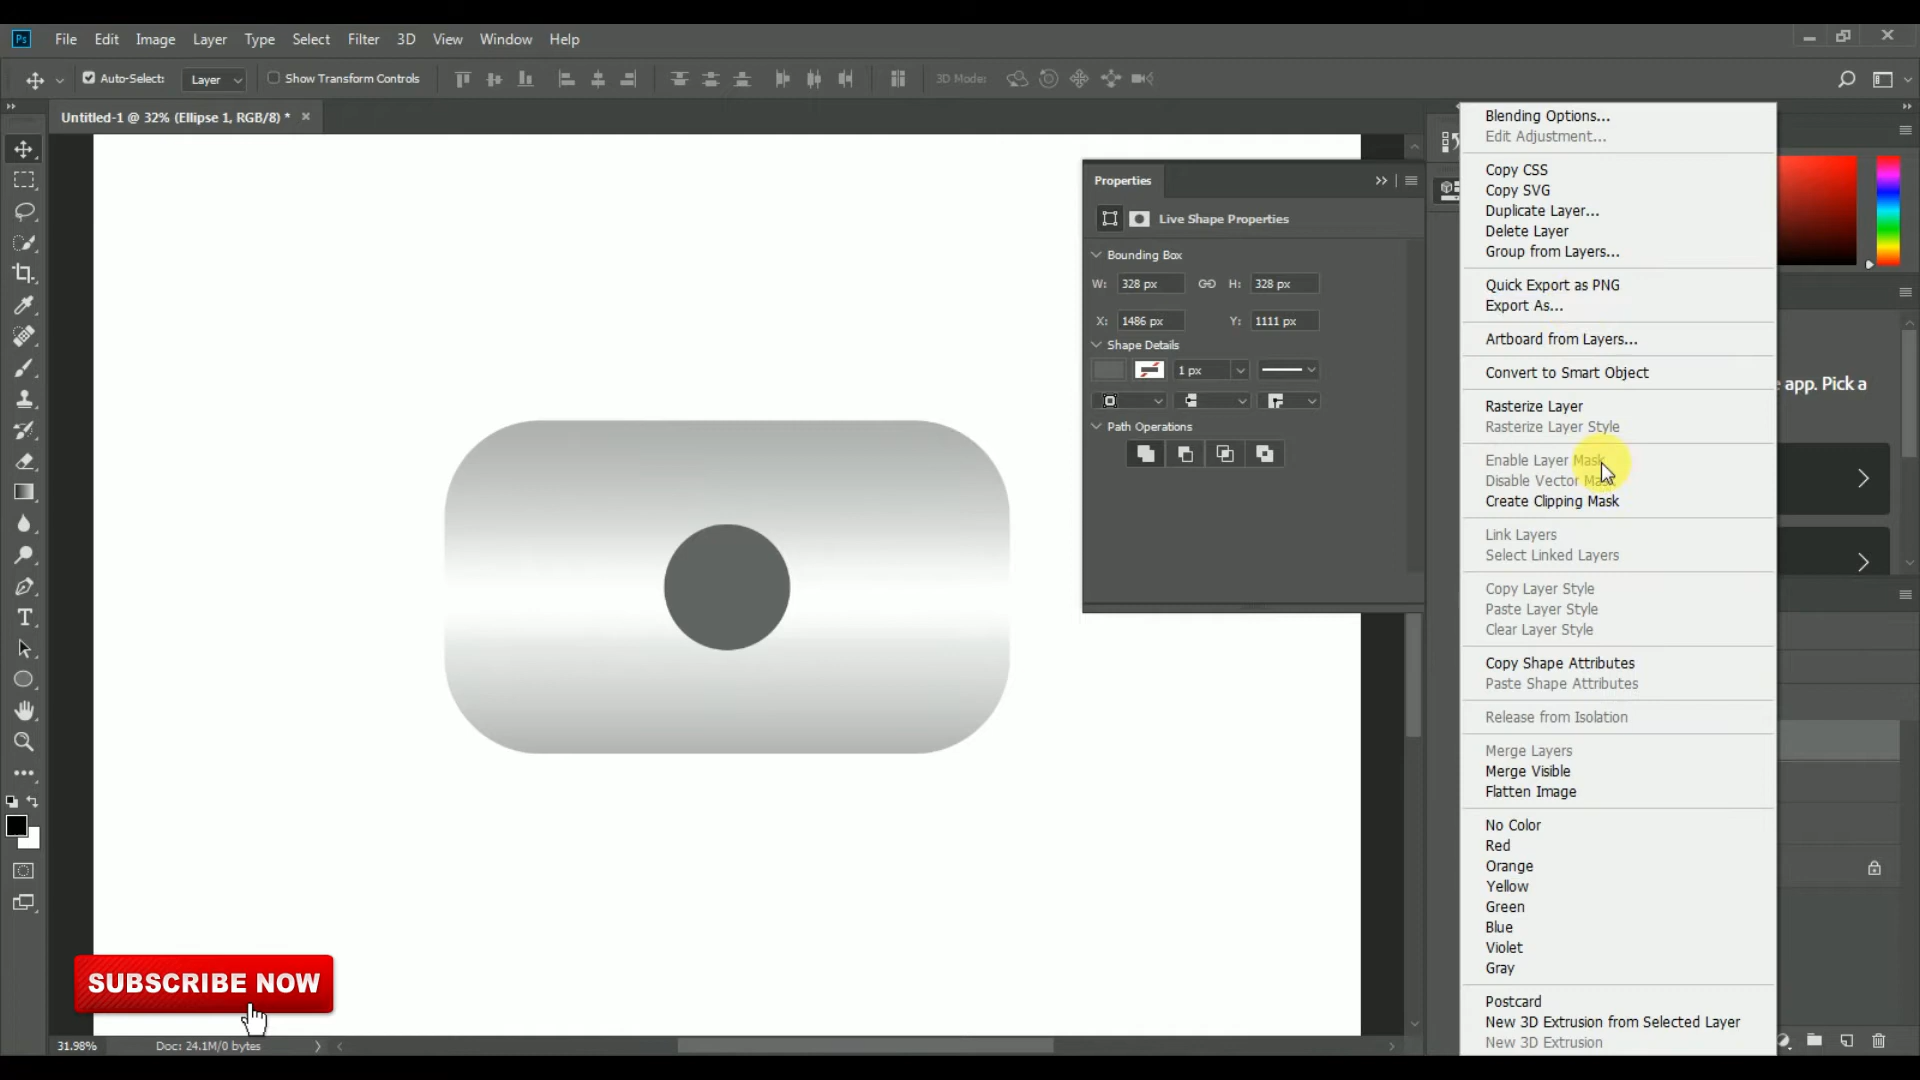 Ps File Edit Image Layer Type Select Filter 3D View Window Help
Auto-Select: Layer Show Transform Controls 3D Mode:
Untitled-1 @ 32% (Ellipse 1, RGB/8) *
Properties
Live Shape Properties
Bounding Box
W: 328 px H: 328 px
X: 1486 px Y: 1111 px
Shape Details
1 px
Path Operations
Blending Options...
Edit Adjustment...
Copy CSS
Copy SVG
Duplicate Layer...
Delete Layer
Group from Layers...
Quick Export as PNG
Export As...
Artboard from Layers...
Convert to Smart Object
Rasterize Layer
Rasterize Layer Style
Enable Layer Mask
Disable Vector Mask
Create Clipping Mask
Link Layers
Select Linked Layers
Copy Layer Style
Paste Layer Style
Clear Layer Style
Copy Shape Attributes
Paste Shape Attributes
Release from Isolation
Merge Layers
Merge Visible
Flatten Image
No Color
Red
Orange
Yellow
Green
Blue
Violet
Gray
Postcard
New 3D Extrusion from Selected Layer
New 3D Extrusion
app. Pick a
SUBSCRIBE NOW
31.98% Doc: 24.1M/0 bytes